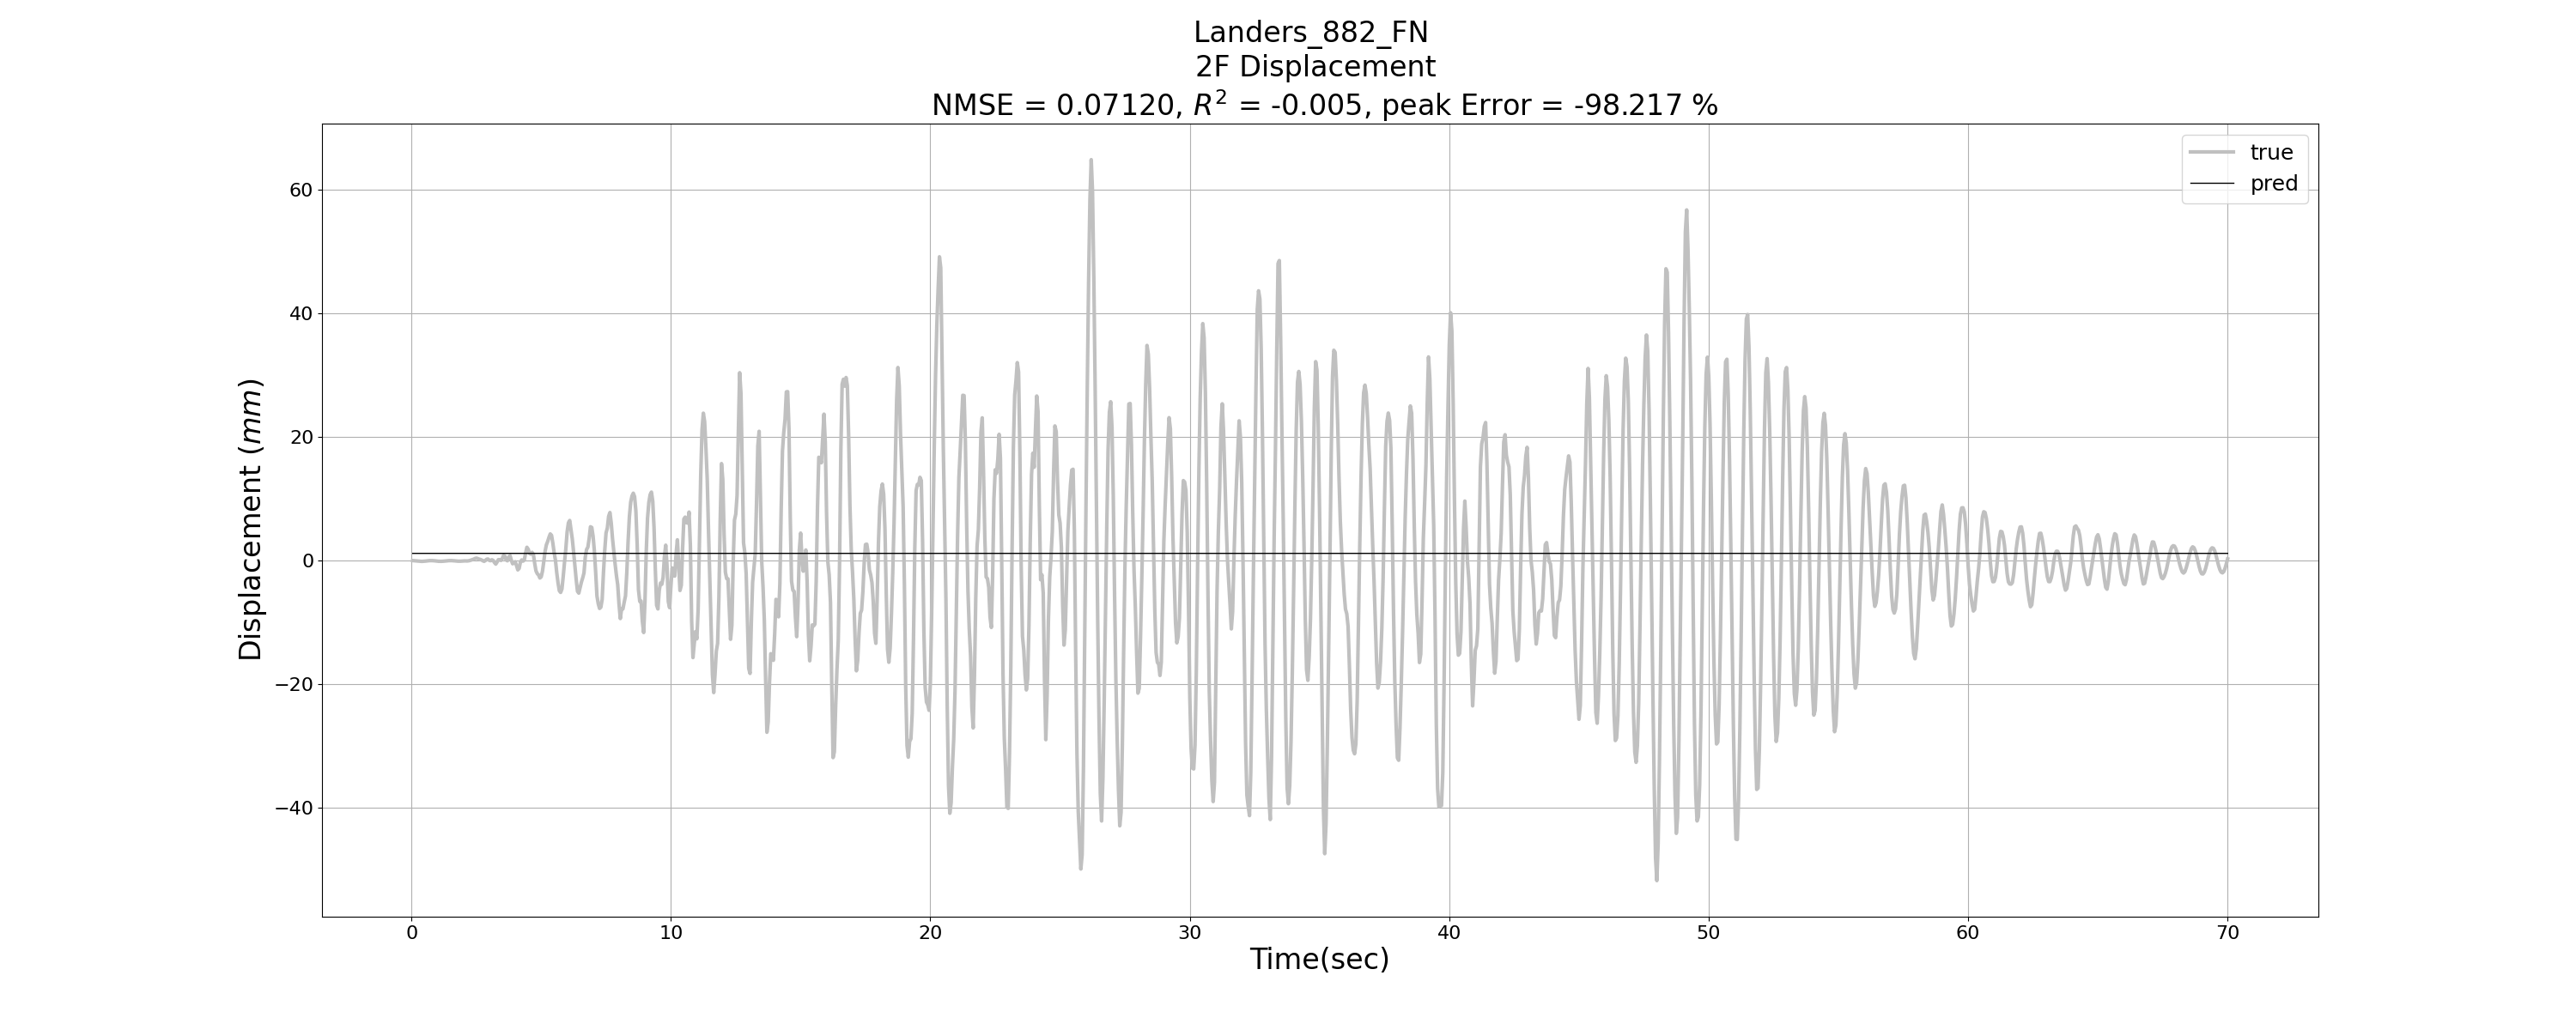 Landers_882_FN
2F Displacement
NMSE = 0.07120, R² = -0.005, peak Error = -98.217 %
true
pred
60
40
20
0
−20
−40
Displacement (mm)
0 10 20 30 40 50 60 70
Time(sec)